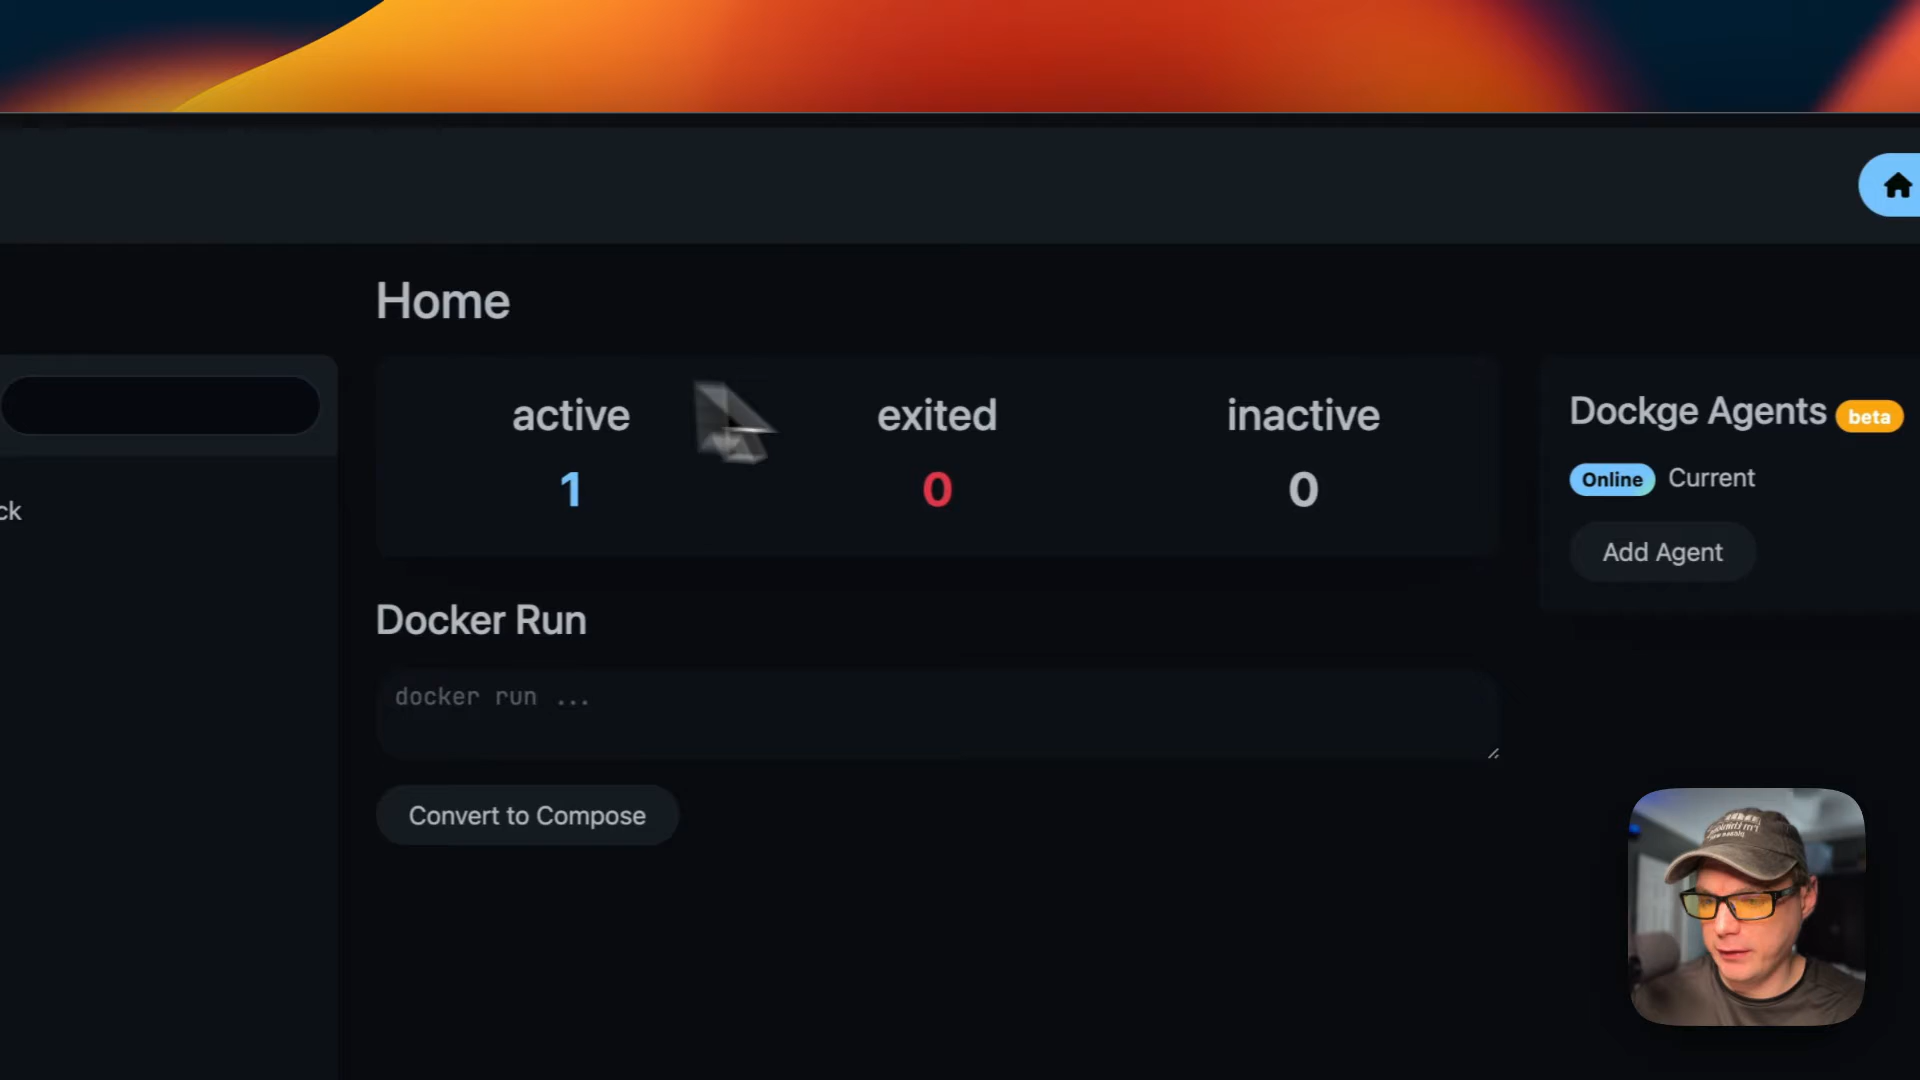 Home
active
exited
inactive
1
0
0
Dockge Agents beta
Online Current
Add Agent
ck
Docker Run
docker run ...
Convert to Compose